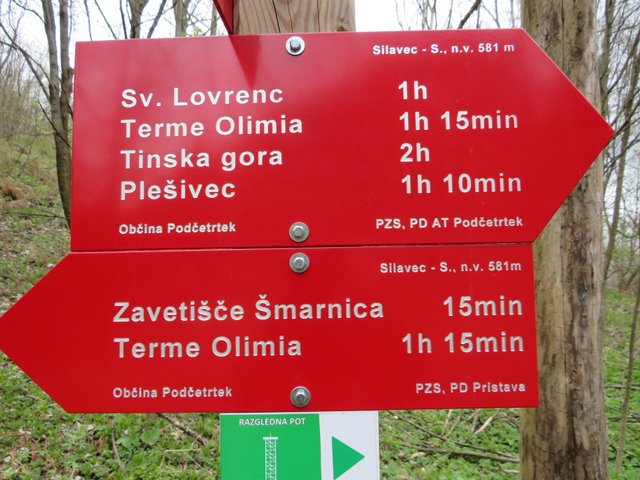 Silavec - S., n.v. 581 m
Sv. Lovrenc 1h
Terme Olimia 1h 15min
Tinska gora 2h
Plešivec 1h 10min
Občina Podčetrtek PZS, PD AT Podčetrtek
Silavec - S., n.v. 581m
Zavetišče Šmarnica 15min
Terme Olimia 1h 15min
Občina Podčetrtek PZS, PD Pristava
RAZGLEDNA POT